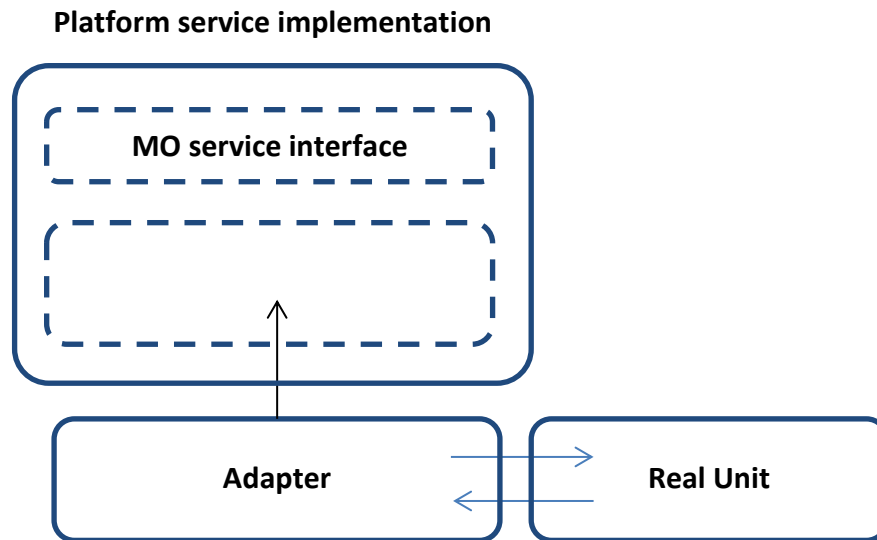 Platform service implementation
MO service interface
Adapter
Real Unit